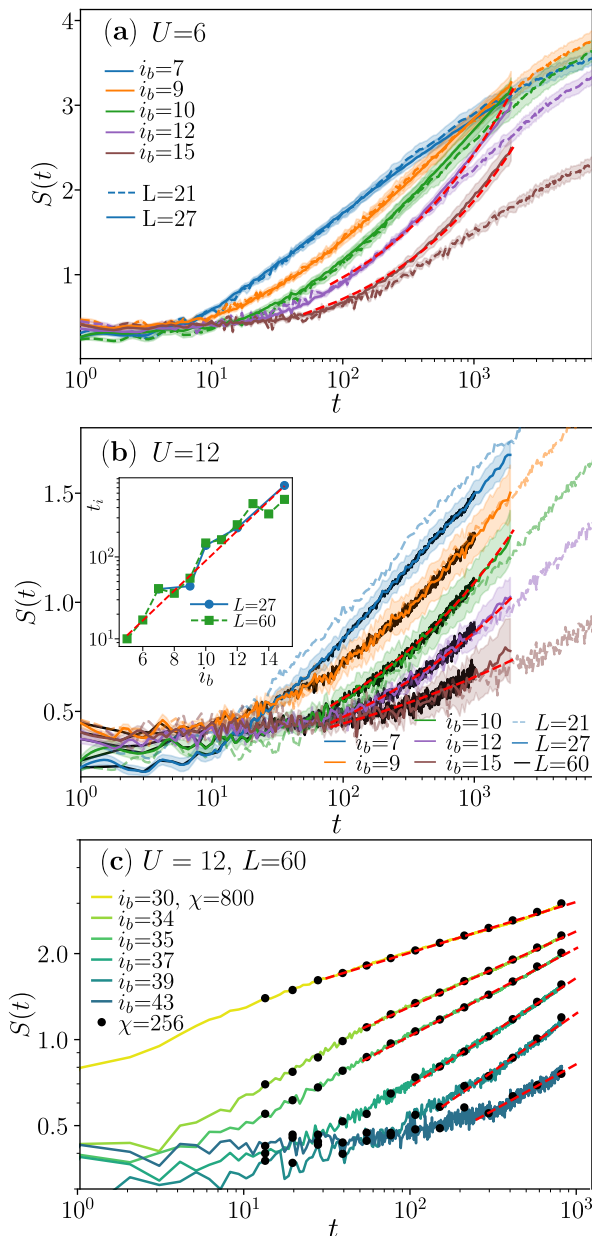 (a) U=6
i_b=7
i_b=9
i_b=10
i_b=12
i_b=15
L=21
L=27
S(t)
4
3
2
1
10^0 10^1 10^2 10^3
t
(b) U=12
S(t)
1.5
1.0
0.5
t_i
10^2
10^1
6 8 10 12 14
i_b
L=27
L=60
i_b=7
i_b=9
i_b=10
i_b=12
i_b=15
L=21
L=27
L=60
10^0 10^1 10^2 10^3
t
(c) U = 12, L=60
i_b=30, χ=800
i_b=34
i_b=35
i_b=37
i_b=39
i_b=43
χ=256
S(t)
2.0
1.0
0.5
10^0 10^1 10^2 10^3
t